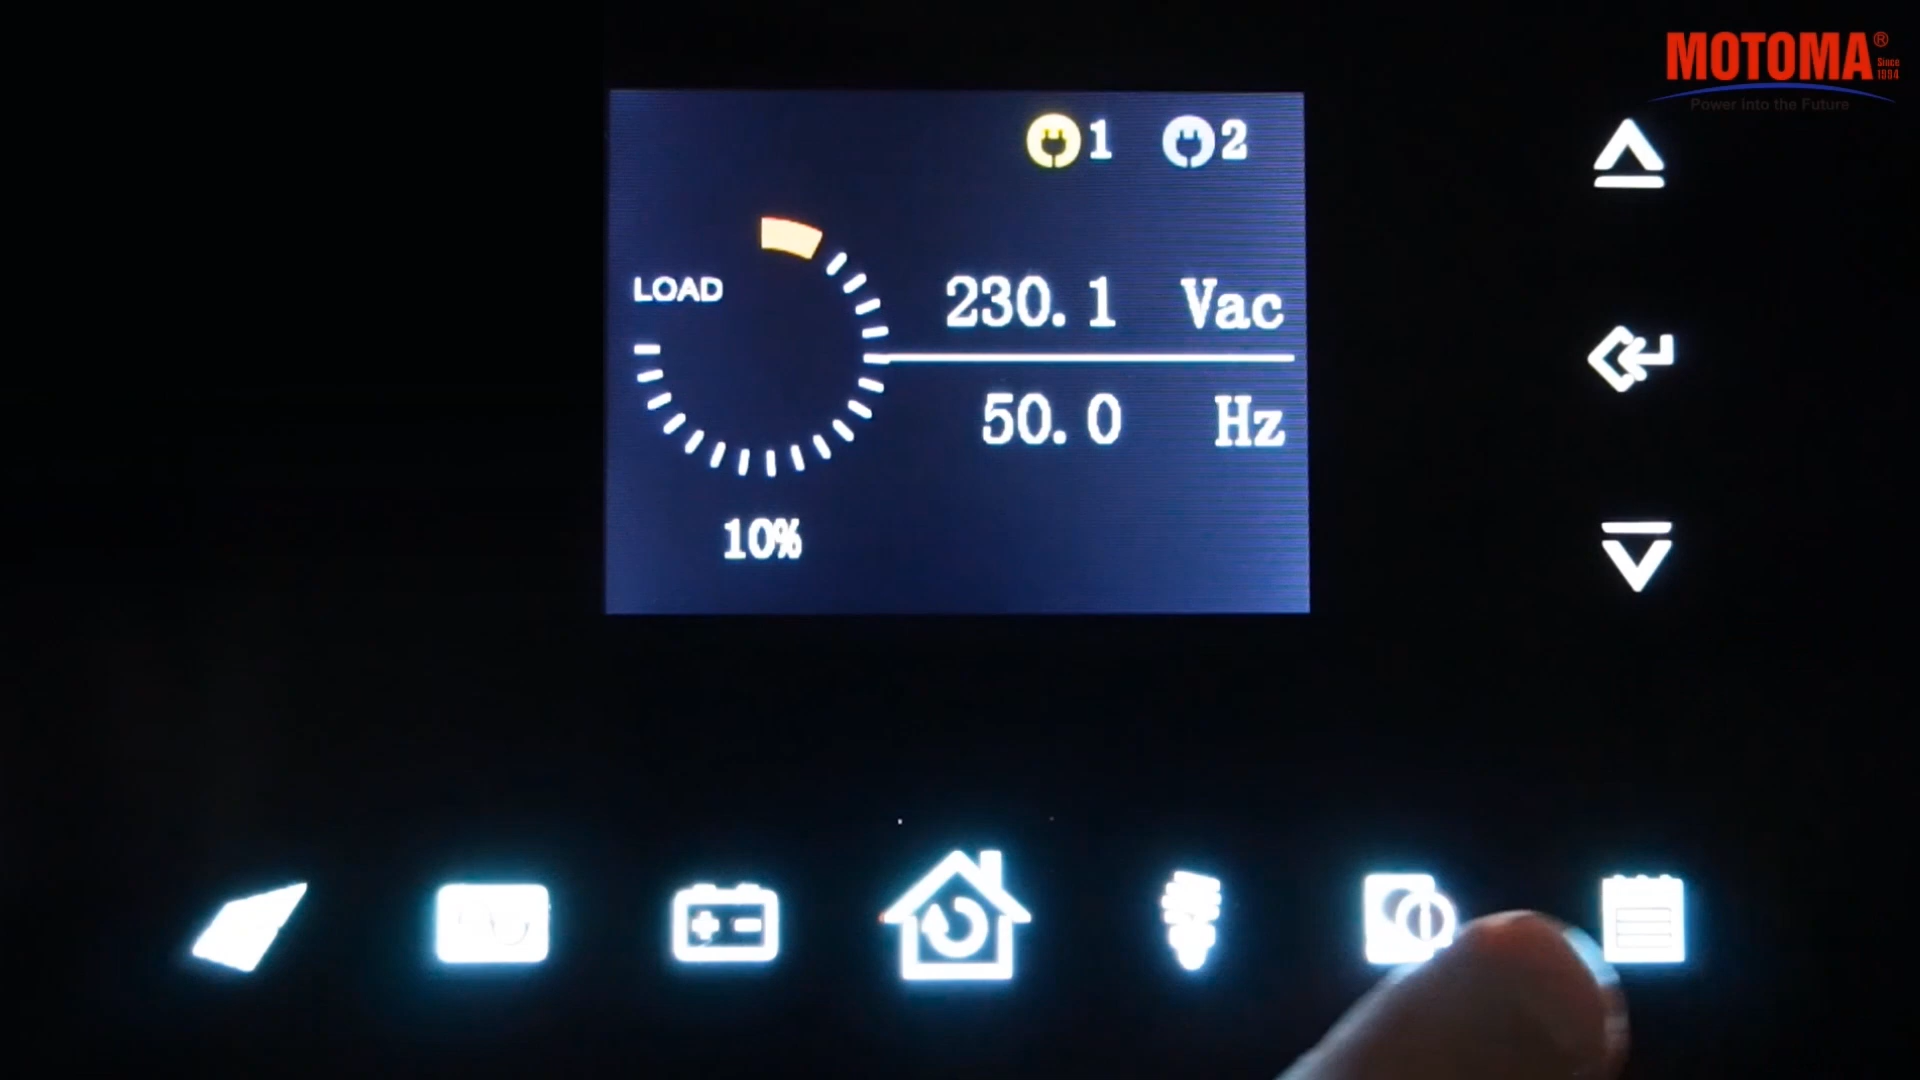 MOTOMA®
Since
1994
Power into the Future
1 2
LOAD
230.1 Vac
50.0 Hz
10%